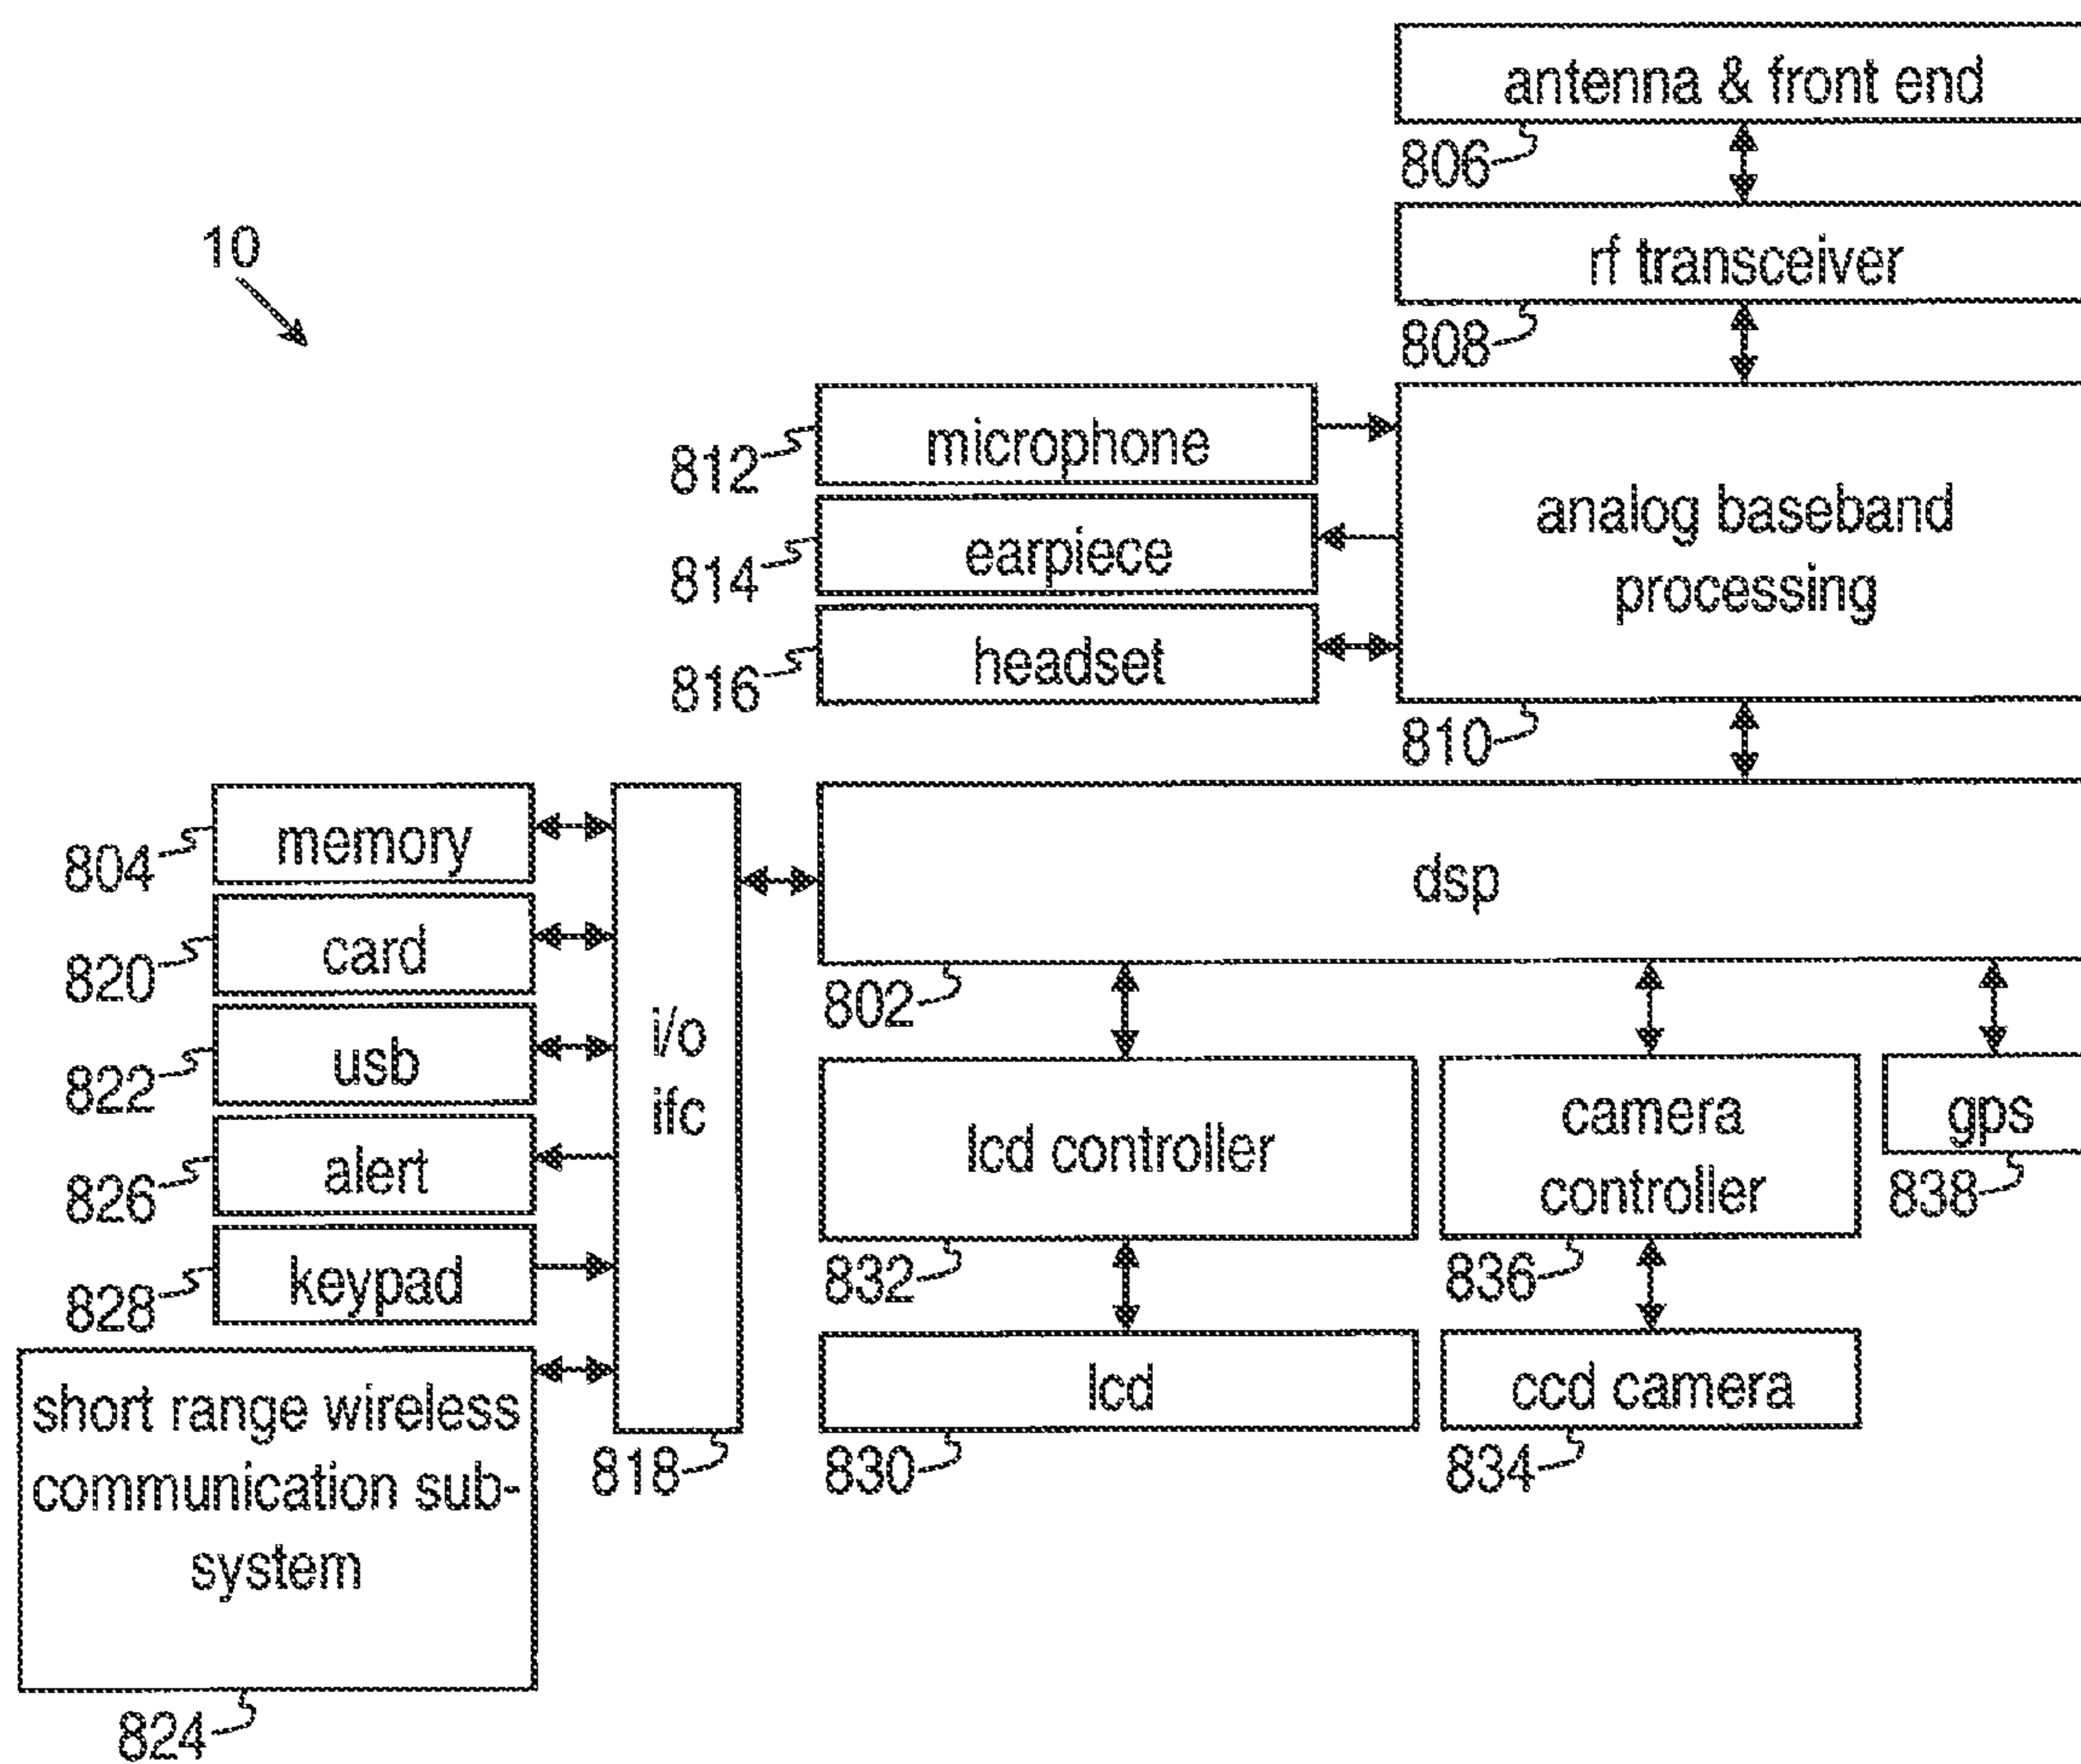 antenna & front end
806
10
rf transceiver
808
812
microphone
814
earpiece
816
headset
analog baseband
processing
810
804
memory
820
card
822
usb
826
alert
828
keypad
short range wireless
communication sub-
system
824
i/o
ifc
818
dsp
802
lcd controller
832
lcd
830
camera
controller
836
ccd camera
834
gps
838